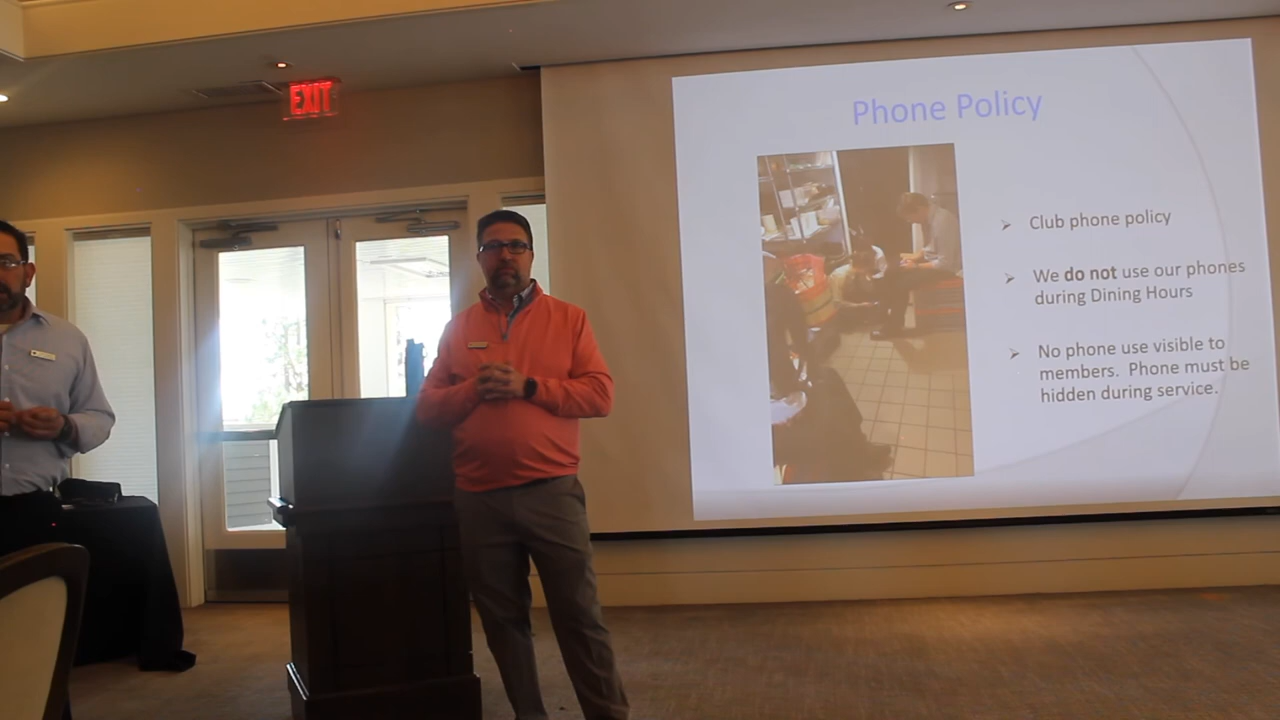 EXIT
Phone Policy
Club phone policy
We do not use our phones
during Dining Hours
No phone use visible to
members. Phone must be
hidden during service.